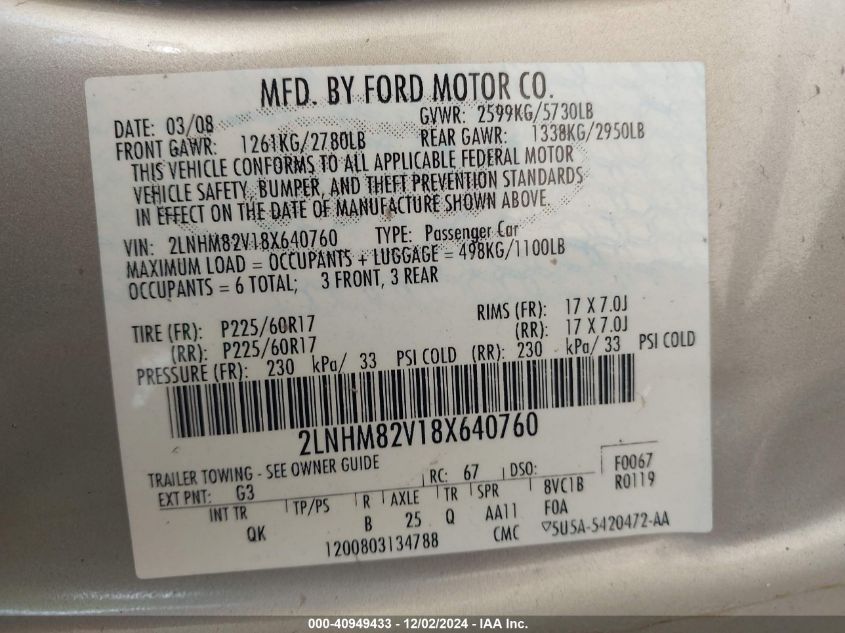 MFD. BY FORD MOTOR CO.
DATE: 03/08 GVWR: 2599KG/5730LB
FRONT GAWR: 1261KG/2780LB REAR GAWR: 1338KG/2950LB
THIS VEHICLE CONFORMS TO ALL APPLICABLE FEDERAL MOTOR
VEHICLE SAFETY, BUMPER, AND THEFT PREVENTION STANDARDS
IN EFFECT ON THE DATE OF MANUFACTURE SHOWN ABOVE
VIN: 2LNHM82V18X640760 TYPE: Passenger Car
MAXIMUM LOAD = OCCUPANTS + LUGGAGE = 498KG/1100LB
OCCUPANTS = 6 TOTAL; 3 FRONT, 3 REAR
TIRE (FR): P225/60R17 RIMS (FR): 17 X 7.0J
(RR): P225/60R17 (RR): 17 X 7.0J
PRESSURE (FR): 230 kPa/ 33 PSI COLD (RR): 230 kPa/ 33 PSI COLD
2LNHM82V18X640760
TRAILER TOWING - SEE OWNER GUIDE RC: 67 DSO: F0067
EXT PNT: G3 R0119
INT TR TP/PS R AXLE TR SPR 8VC1B
QK B 25 Q AA11 F0A
1200803134788 CMC ▽5U5A-5420472-AA
000-40949433 - 12/02/2024 - IAA Inc.